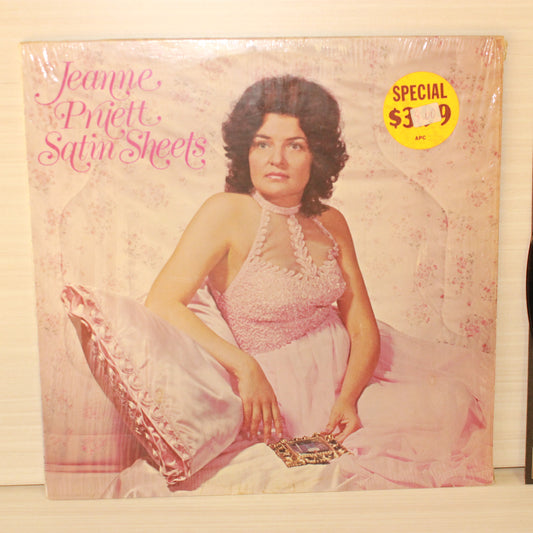 Jeanne
Pruett
Satin Sheets
SPECIAL
APC